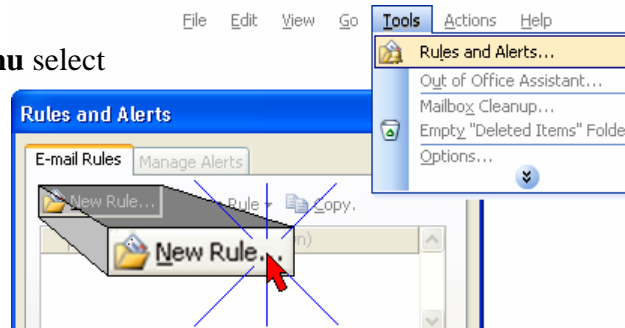 File Edit View Go Tools Actions Help
Rules and Alerts...
nu select
Out of Office Assistant...
Mailbox Cleanup...
Rules and Alerts
Empty "Deleted Items" Folde
Options...
E-mail Rules Manage Alerts
New Rule... Rule Copy.
n)
New Rule...